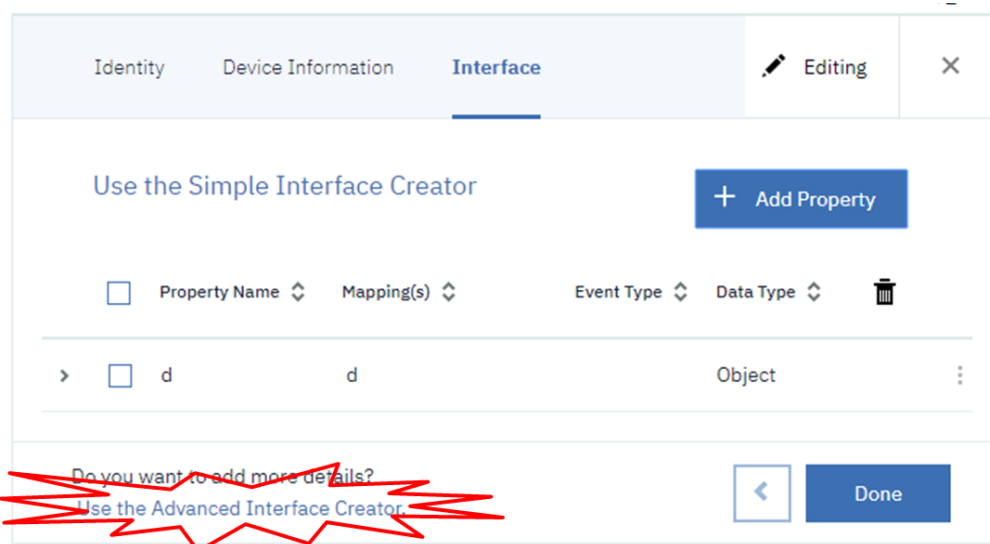 Identity Device Information Interface Editing
Use the Simple Interface Creator
Add Property
Property Name Mapping(s) Event Type Data Type
d d Object
Do you want to add more details?
Use the Advanced Interface Creator.
Done